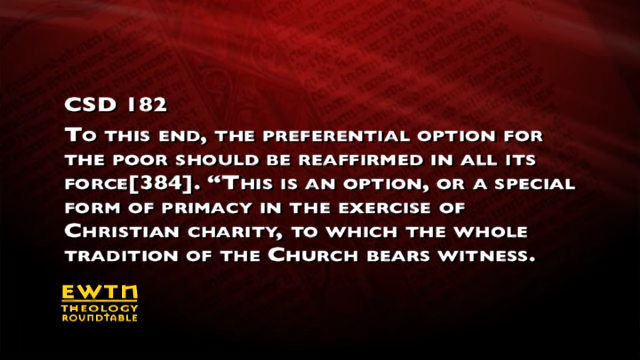 CSD 182
To this end, the preferential option for
the poor should be reaffirmed in all its
force[384]. “This is an option, or a special
form of primacy in the exercise of
Christian charity, to which the whole
tradition of the Church bears witness.
EWTN
THEOLOGY
ROUNDTABLE